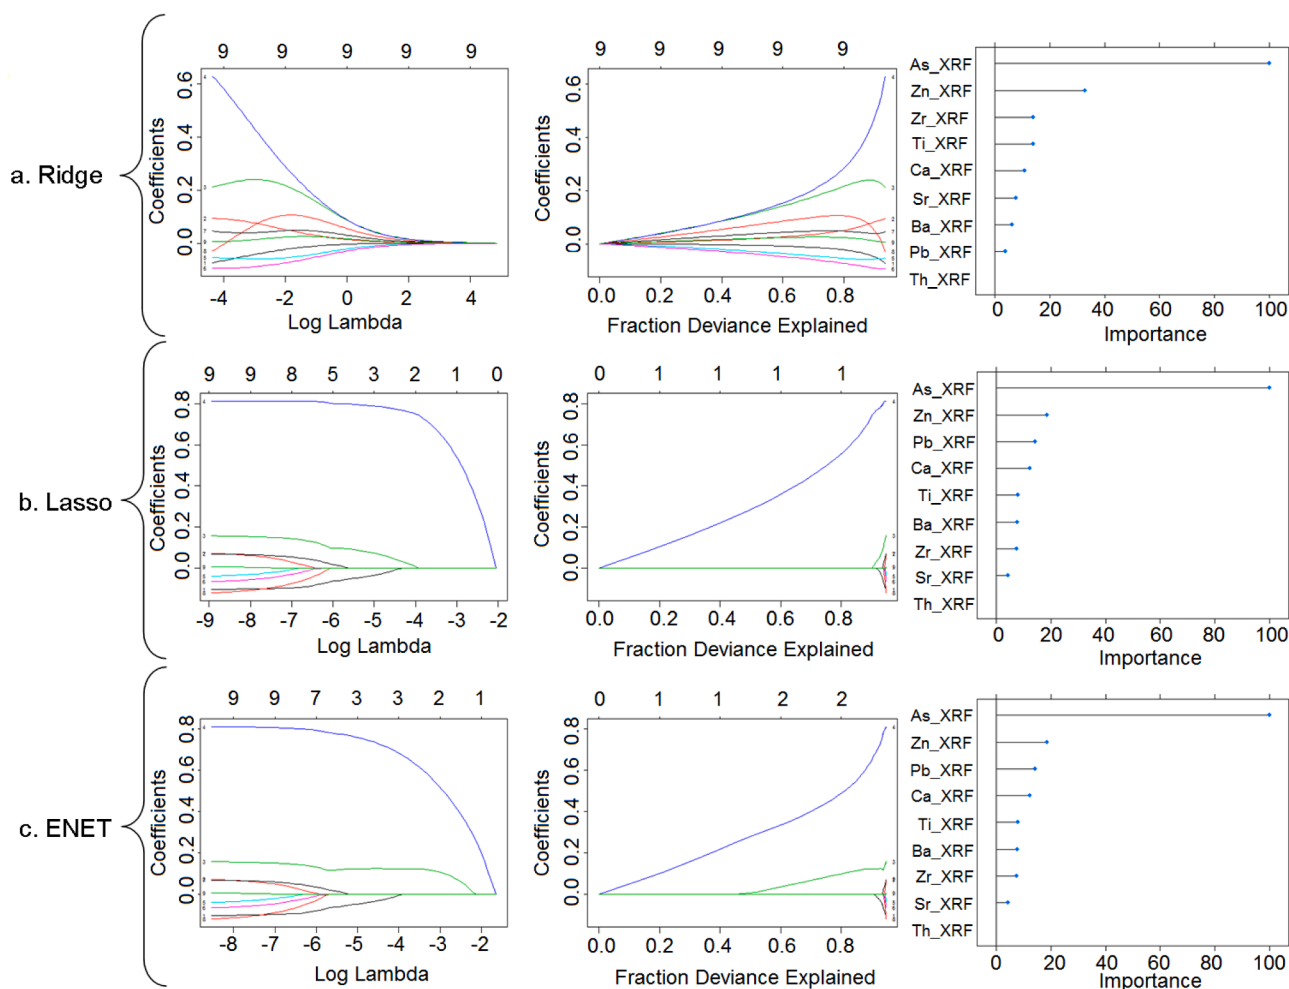 a. Ridge
9 9 9 9 9
Coefficients
0.0 0.2 0.4 0.6
-4 -2 0 2 4
Log Lambda
9 9 9 9 9
Coefficients
0.0 0.2 0.4 0.6
0.0 0.2 0.4 0.6 0.8
Fraction Deviance Explained
As_XRF
Zn_XRF
Zr_XRF
Ti_XRF
Ca_XRF
Sr_XRF
Ba_XRF
Pb_XRF
Th_XRF
0 20 40 60 80 100
Importance
b. Lasso
9 9 8 5 3 2 1 0
Coefficients
0.0 0.2 0.4 0.6 0.8
-9 -8 -7 -6 -5 -4 -3 -2
Log Lambda
0 1 1 1 1
Coefficients
0.0 0.2 0.4 0.6 0.8
0.0 0.2 0.4 0.6 0.8
Fraction Deviance Explained
As_XRF
Zn_XRF
Pb_XRF
Ca_XRF
Ti_XRF
Ba_XRF
Zr_XRF
Sr_XRF
Th_XRF
0 20 40 60 80 100
Importance
c. ENET
9 9 7 3 3 2 1
Coefficients
0.0 0.2 0.4 0.6 0.8
-8 -7 -6 -5 -4 -3 -2
Log Lambda
0 1 1 2 2
Coefficients
0.0 0.2 0.4 0.6 0.8
0.0 0.2 0.4 0.6 0.8
Fraction Deviance Explained
As_XRF
Zn_XRF
Pb_XRF
Ca_XRF
Ti_XRF
Ba_XRF
Zr_XRF
Sr_XRF
Th_XRF
0 20 40 60 80 100
Importance